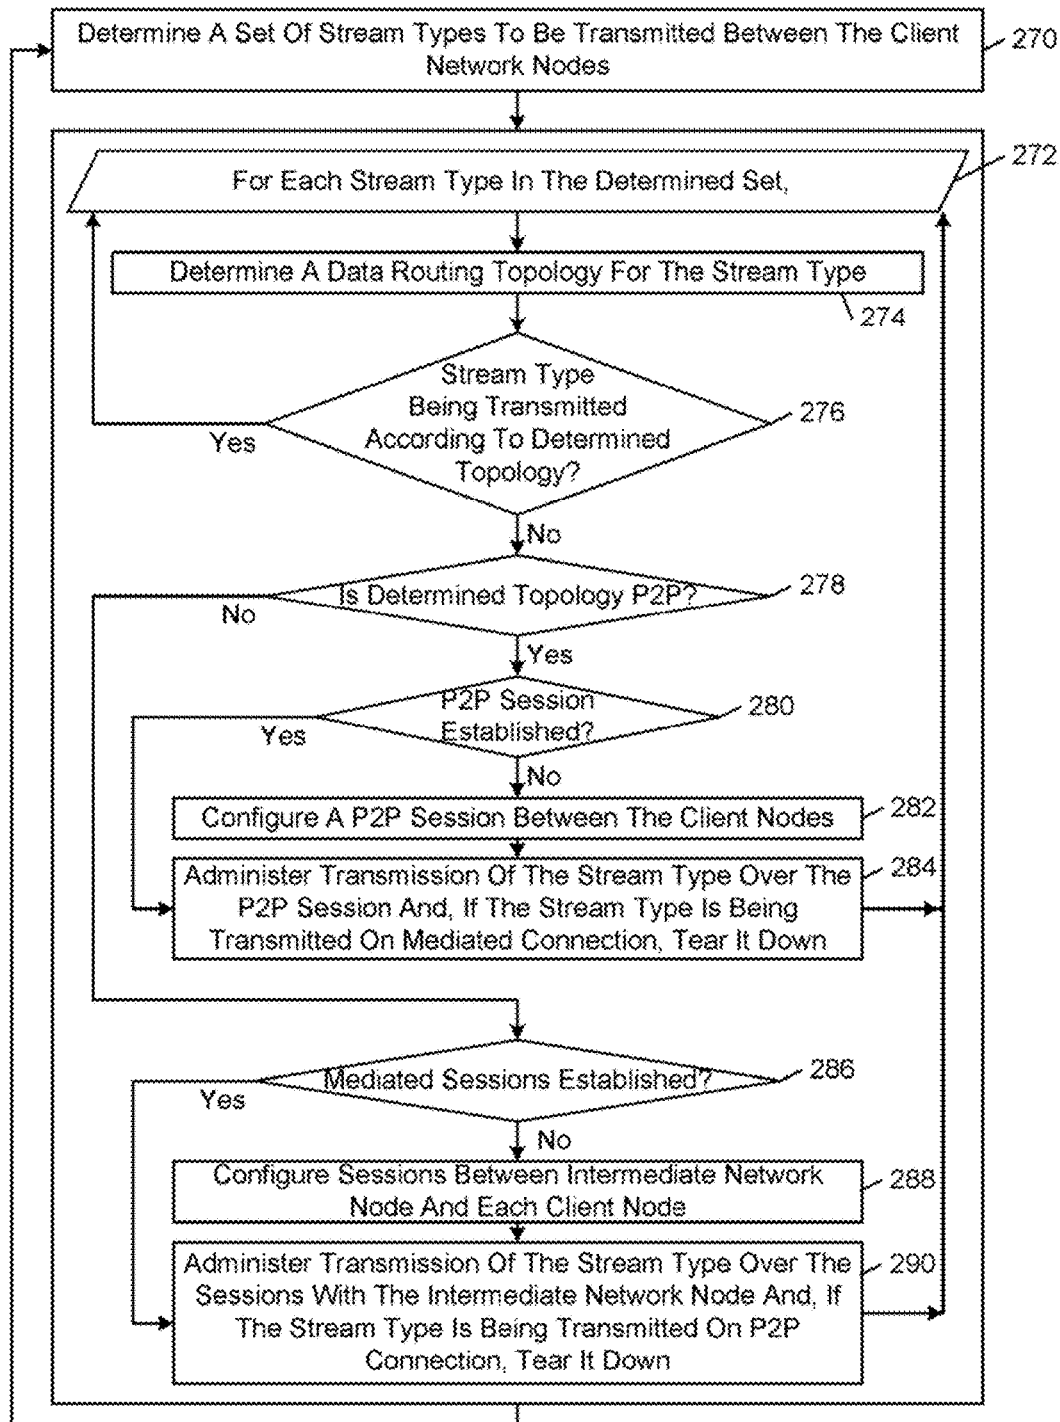 Determine A Set Of Stream Types To Be Transmitted Between The Client
Network Nodes
270
272
For Each Stream Type In The Determined Set,
Determine A Data Routing Topology For The Stream Type
274
Stream Type
Being Transmitted
According To Determined
Topology?
276
Yes
No
Is Determined Topology P2P?
278
No
Yes
P2P Session
Established?
280
Yes
No
Configure A P2P Session Between The Client Nodes
282
Administer Transmission Of The Stream Type Over The
P2P Session And, If The Stream Type Is Being
Transmitted On Mediated Connection, Tear It Down
284
Mediated Sessions Established?
286
Yes
No
Configure Sessions Between Intermediate Network
Node And Each Client Node
288
Administer Transmission Of The Stream Type Over The
Sessions With The Intermediate Network Node And, If
The Stream Type Is Being Transmitted On P2P
Connection, Tear It Down
290